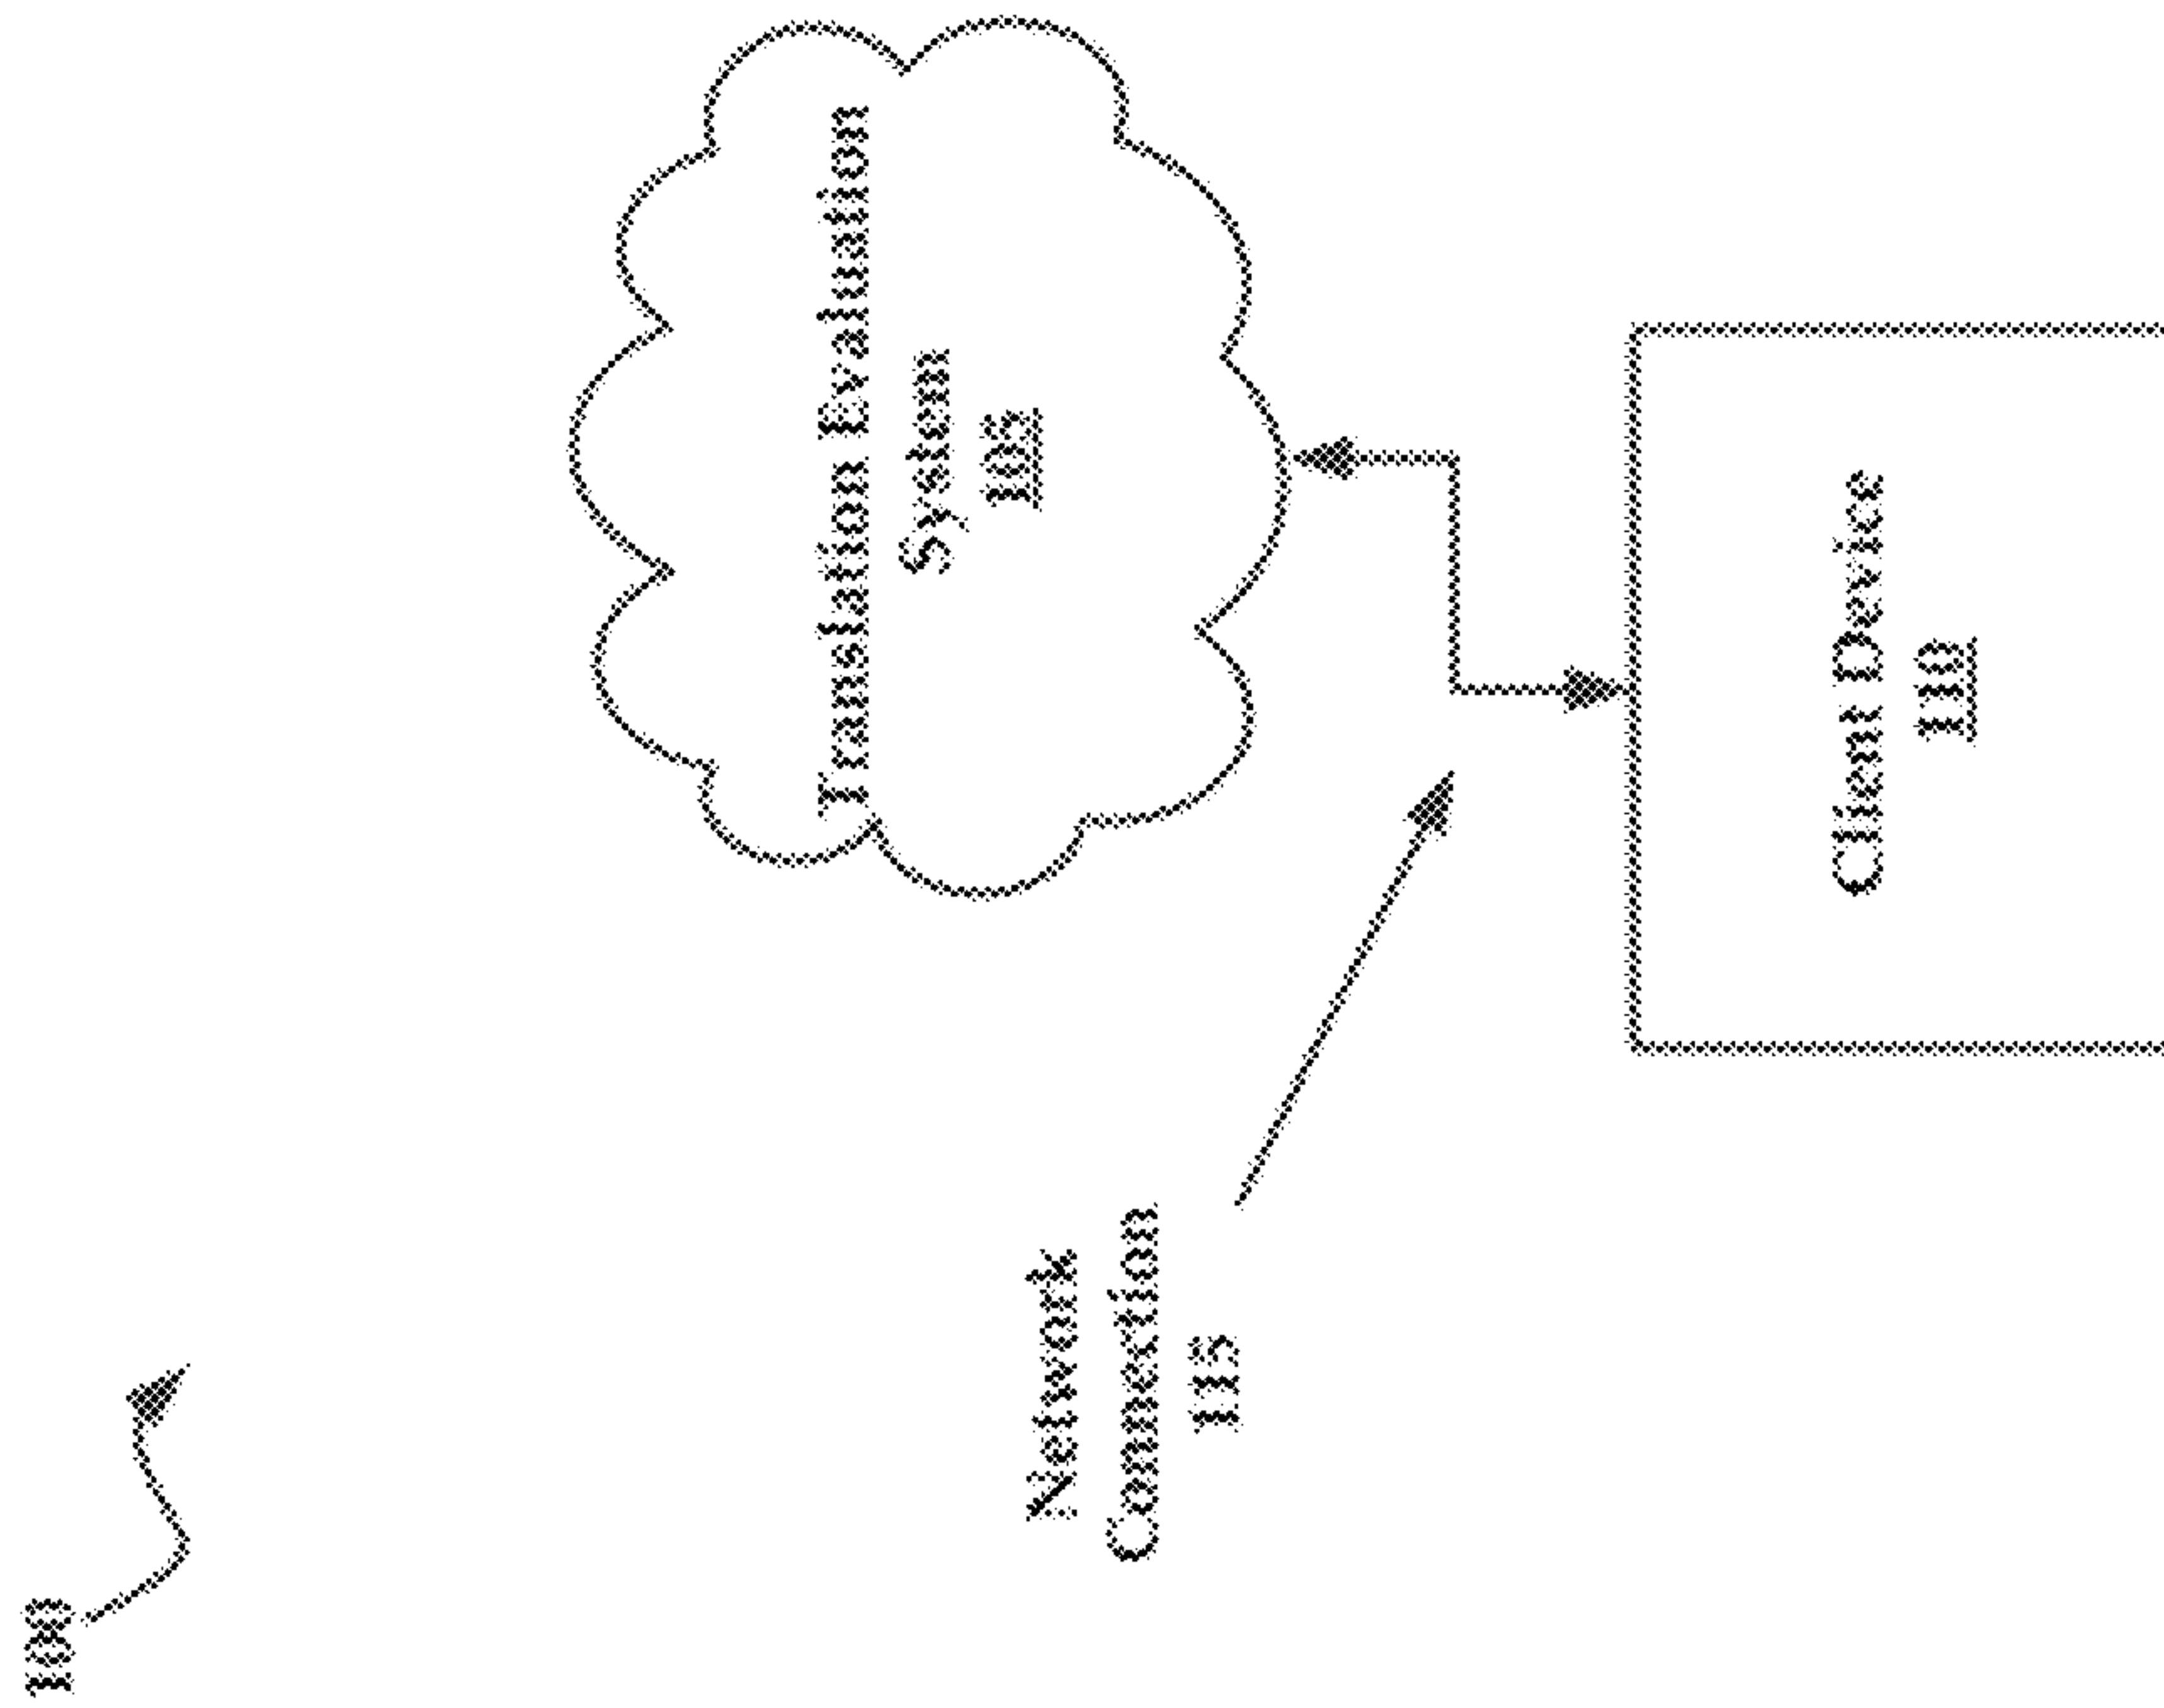 Translation Evaluation
System
105
Client Device
110
Network
Connection
115
100